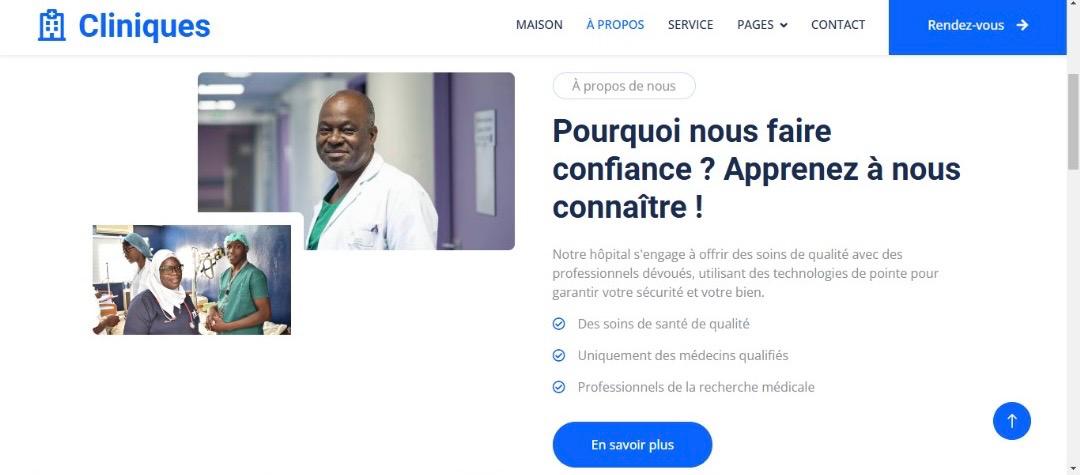 Cliniques
MAISON
À PROPOS
SERVICE
PAGES
CONTACT
Rendez-vous
À propos de nous
Pourquoi nous faire
confiance ? Apprenez à nous
connaître !
Notre hôpital s'engage à offrir des soins de qualité avec des
professionnels dévoués, utilisant des technologies de pointe pour
garantir votre sécurité et votre bien.
Des soins de santé de qualité
Uniquement des médecins qualifiés
Professionnels de la recherche médicale
En savoir plus